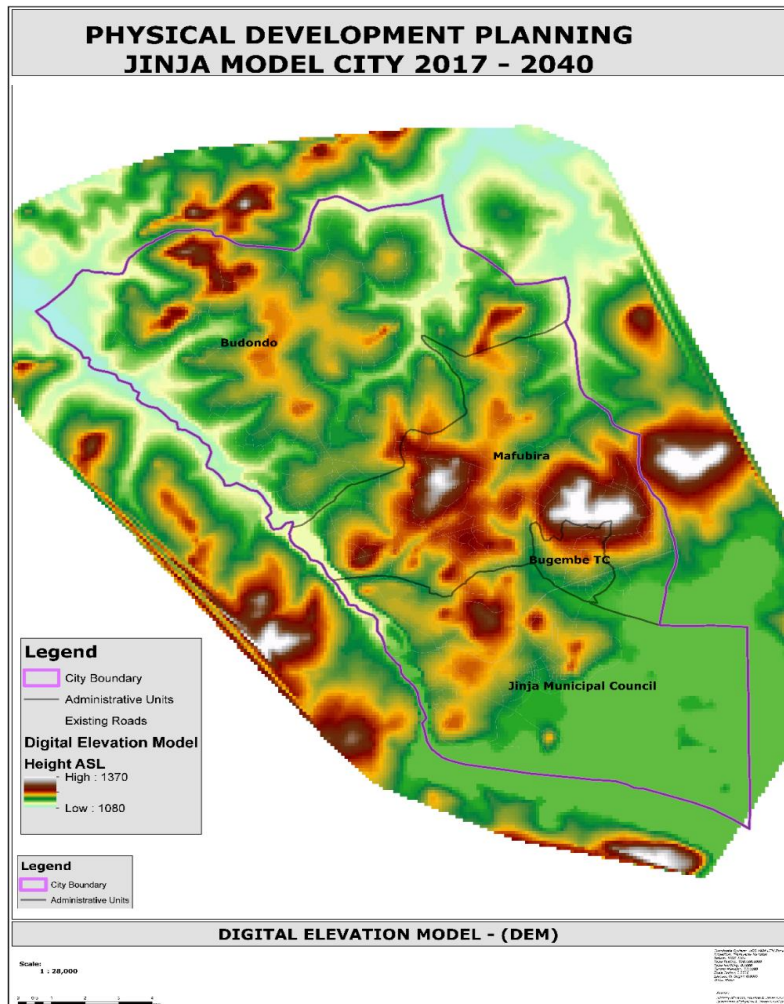 PHYSICAL DEVELOPMENT PLANNING
JINJA MODEL CITY 2017 - 2040
Budondo
Mafubira
Bugembe TC
Jinja Municipal Council
Legend
City Boundary
Administrative Units
Existing Roads
Digital Elevation Model
Height ASL
High : 1370
Low : 1080
Legend
City Boundary
Administrative Units
DIGITAL ELEVATION MODEL - (DEM)
Scale:
1 : 28,000